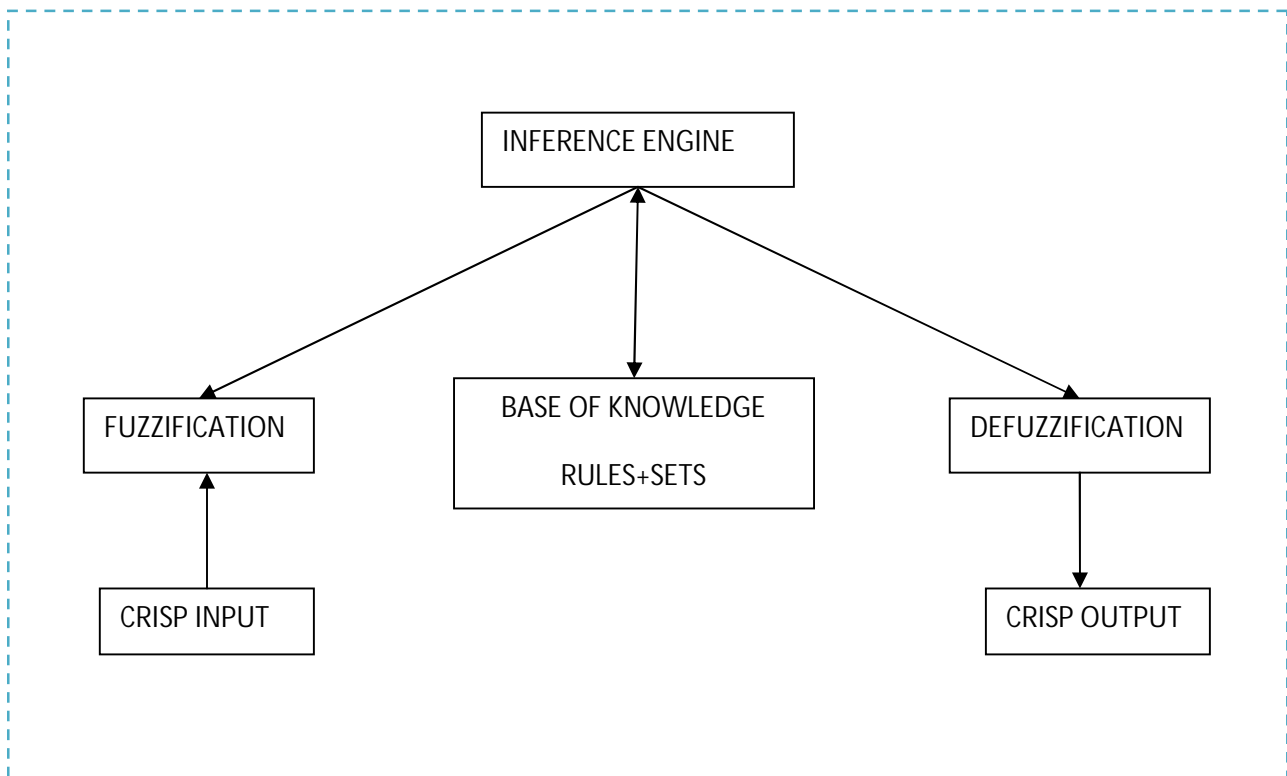 INFERENCE ENGINE
FUZZIFICATION
BASE OF KNOWLEDGE
RULES+SETS
DEFUZZIFICATION
CRISP INPUT
CRISP OUTPUT